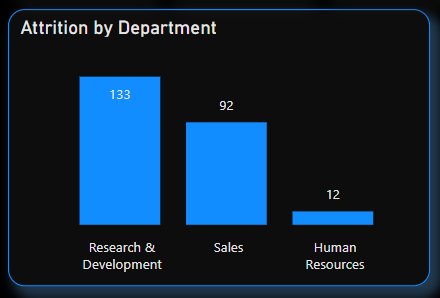 Attrition by Department
133
92
12
Research &
Development
Sales
Human
Resources